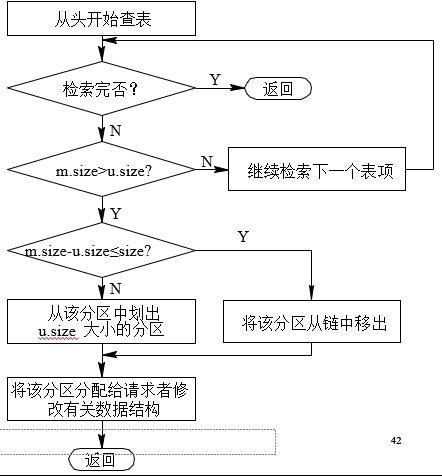 从头开始查表
检索完否？
Y
返回
N
m.size>u.size?
N
继续检索下一个表项
Y
m.size-u.size≤size?
Y
N
从该分区中划出
u.size 大小的分区
将该分区从链中移出
将该分区分配给请求者修
改有关数据结构
42
返回